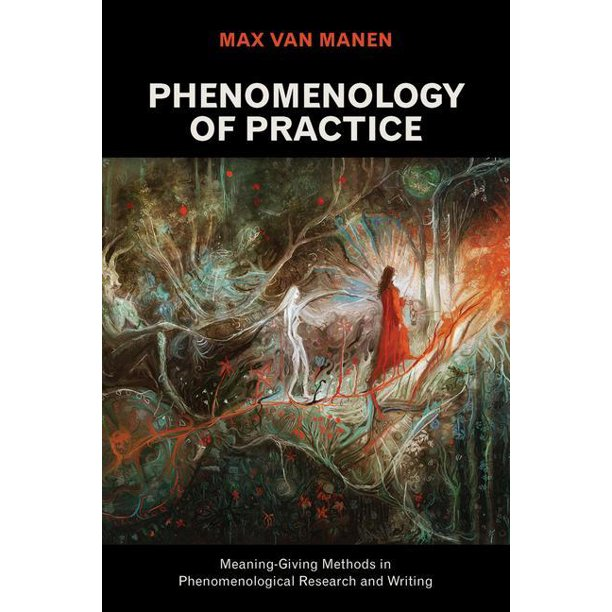 MAX VAN MANEN
PHENOMENOLOGY
OF PRACTICE
Meaning-Giving Methods in
Phenomenological Research and Writing